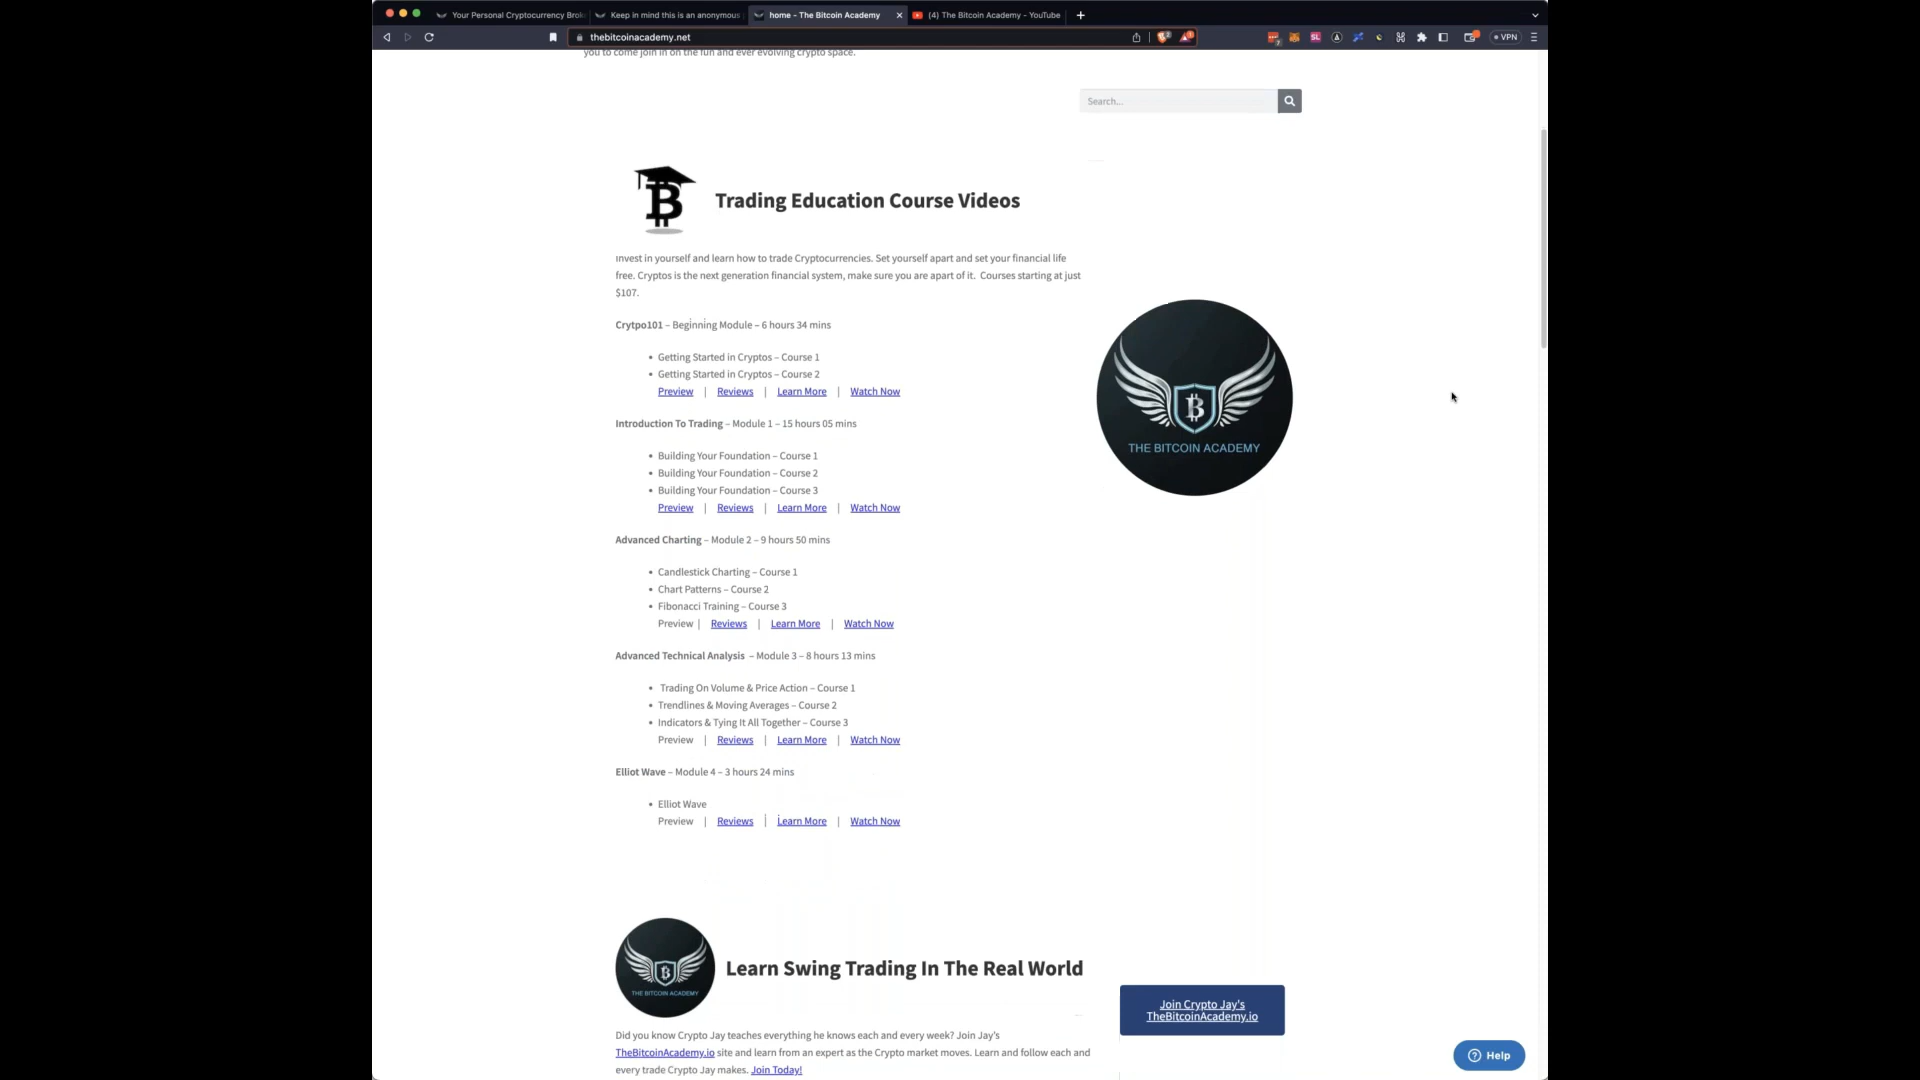 Your Personal Cryptocurrency Brok
Keep in mind this is an anonymous
home - The Bitcoin Academy
(4) The Bitcoin Academy - YouTube
thebitcoinacademy.net
VPN
you to come join in on the fun and ever evolving crypto space.
Search...
Trading Education Course Videos
Invest in yourself and learn how to trade Cryptocurrencies. Set yourself apart and set your financial life
free. Cryptos is the next generation financial system, make sure you are apart of it. Courses starting at just
$107.
Crytpo101 – Beginning Module – 6 hours 34 mins
• Getting Started in Cryptos – Course 1
• Getting Started in Cryptos – Course 2
Preview | Reviews | Learn More | Watch Now
THE BITCOIN ACADEMY
Introduction To Trading – Module 1 – 15 hours 05 mins
• Building Your Foundation – Course 1
• Building Your Foundation – Course 2
• Building Your Foundation – Course 3
Preview | Reviews | Learn More | Watch Now
Advanced Charting – Module 2 – 9 hours 50 mins
• Candlestick Charting – Course 1
• Chart Patterns – Course 2
• Fibonacci Training – Course 3
Preview | Reviews | Learn More | Watch Now
Advanced Technical Analysis – Module 3 – 8 hours 13 mins
• Trading On Volume & Price Action – Course 1
• Trendlines & Moving Averages – Course 2
• Indicators & Tying It All Together – Course 3
Preview | Reviews | Learn More | Watch Now
Elliot Wave – Module 4 – 3 hours 24 mins
• Elliot Wave
Preview | Reviews | Learn More | Watch Now
THE BITCOIN ACADEMY
Learn Swing Trading In The Real World
Join Crypto Jay's
TheBitcoinAcademy.io
Did you know Crypto Jay teaches everything he knows each and every week? Join Jay's
TheBitcoinAcademy.io site and learn from an expert as the Crypto market moves. Learn and follow each and
every trade Crypto Jay makes. Join Today!
Help